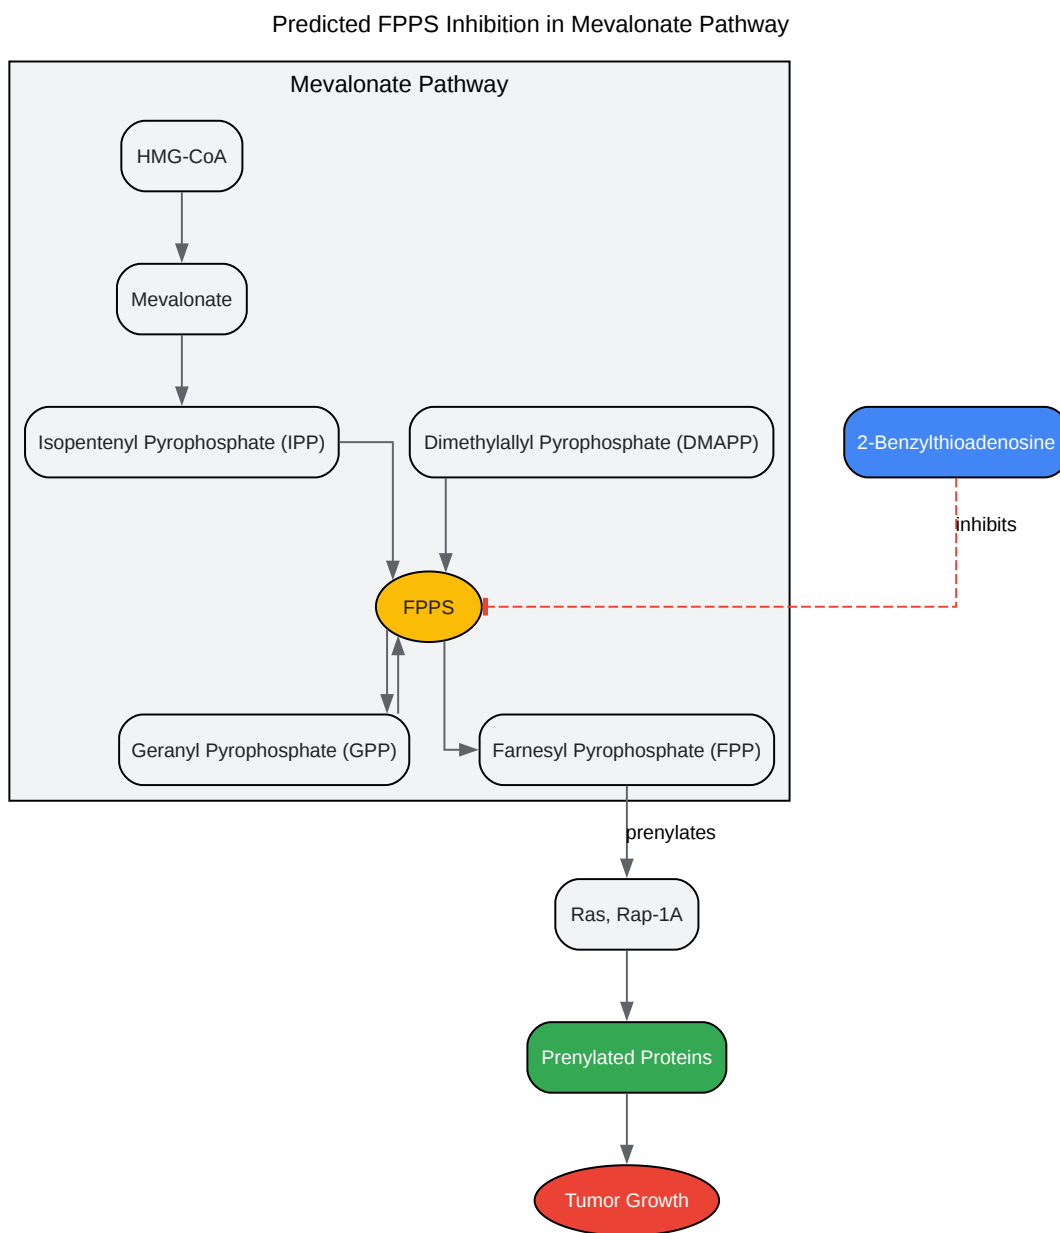 Predicted FPPS Inhibition in Mevalonate Pathway
Mevalonate Pathway
HMG-CoA
Mevalonate
Isopentenyl Pyrophosphate (IPP)
Dimethylallyl Pyrophosphate (DMAPP)
2-Benzylthioadenosine
inhibits
FPPS
Geranyl Pyrophosphate (GPP)
Farnesyl Pyrophosphate (FPP)
prenylates
Ras, Rap-1A
Prenylated Proteins
Tumor Growth